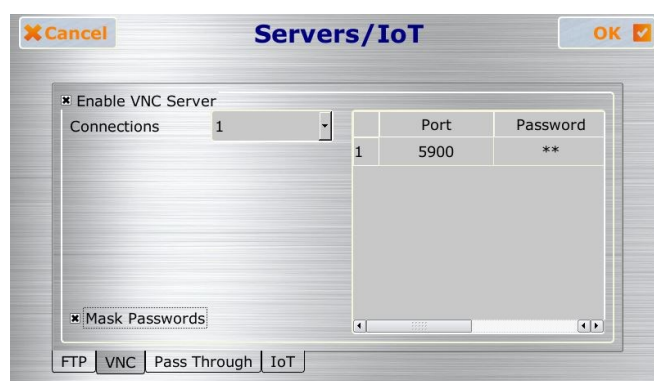 Cancel
Servers/IoT
OK
Enable VNC Server
Connections 1
Port Password
1 5900 **
Mask Passwords
FTP VNC Pass Through IoT